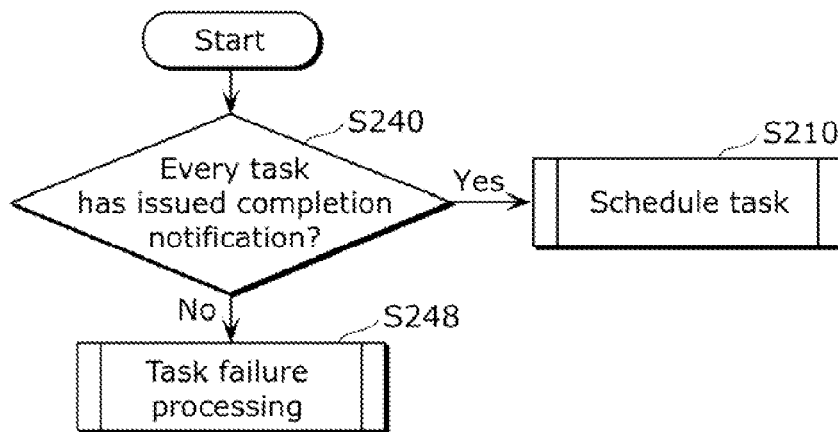 Start
S240
Every task
has issued completion
notification?
Yes
S210
Schedule task
No
S248
Task failure
processing